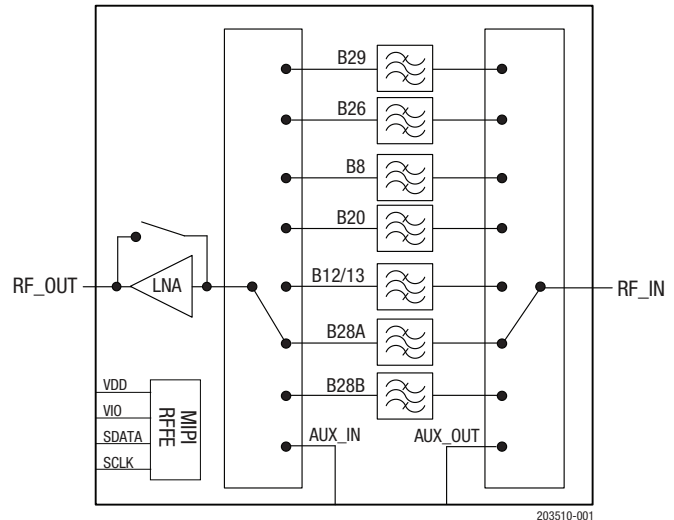 B29
B26
B8
B20
B12/13
B28A
B28B
AUX_IN
AUX_OUT
RF_OUT
LNA
RF_IN
VDD
VIO
SDATA
SCLK
MIPI
RFFE
203510-001